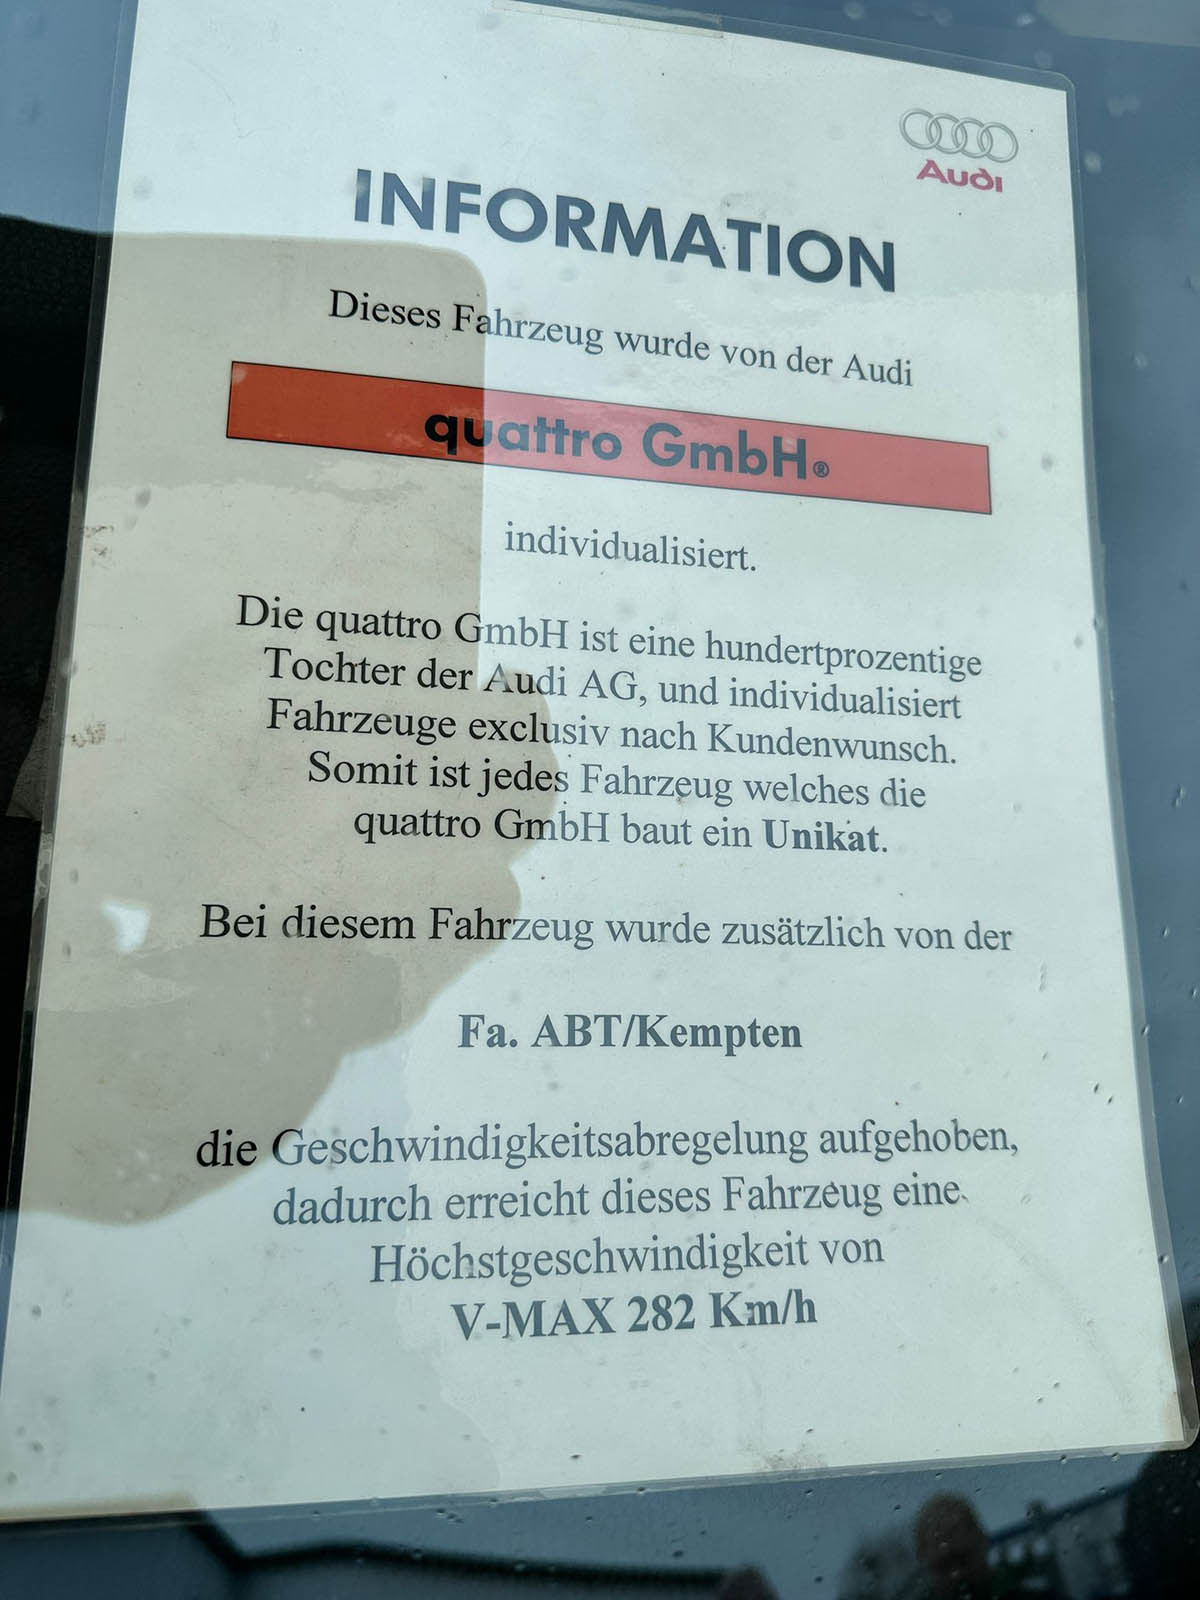 Audi
INFORMATION
Dieses Fahrzeug wurde von der Audi
quattro GmbH®
individualisiert.
Die quattro GmbH ist eine hundertprozentige
Tochter der Audi AG, und individualisiert
Fahrzeuge exclusiv nach Kundenwunsch.
Somit ist jedes Fahrzeug welches die
quattro GmbH baut ein Unikat.
Bei diesem Fahrzeug wurde zusätzlich von der
Fa. ABT/Kempten
die Geschwindigkeitsabregelung aufgehoben,
dadurch erreicht dieses Fahrzeug eine
Höchstgeschwindigkeit von
V-MAX 282 Km/h